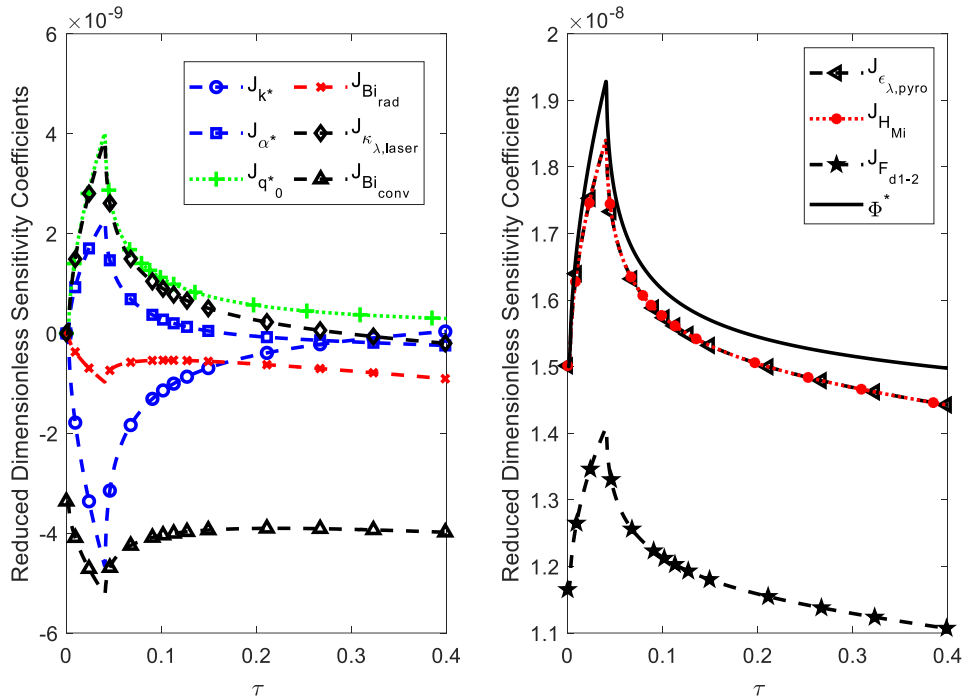 ×10⁻⁹
Reduced Dimensionless Sensitivity Coefficients
6
4
2
0
-2
-4
-6
J_k*
J_α*
J_q*_0
J_Bi_rad
J_κ_λ,laser
J_Bi_conv
0
0.1
0.2
0.3
0.4
τ
×10⁻⁸
Reduced Dimensionless Sensitivity Coefficients
2
1.9
1.8
1.7
1.6
1.5
1.4
1.3
1.2
1.1
J_ϵ_λ,pyro
J_H_Mi
J_F_d1-2
Φ*
0
0.1
0.2
0.3
0.4
τ